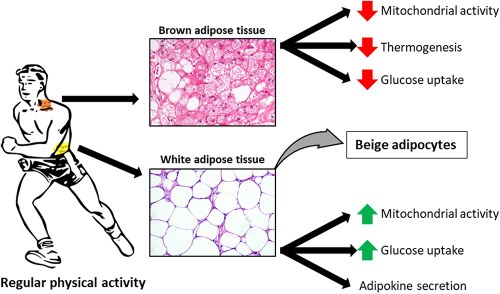 Brown adipose tissue
Mitochondrial activity
Thermogenesis
Glucose uptake
White adipose tissue
Beige adipocytes
Mitochondrial activity
Glucose uptake
Adipokine secretion
Regular physical activity